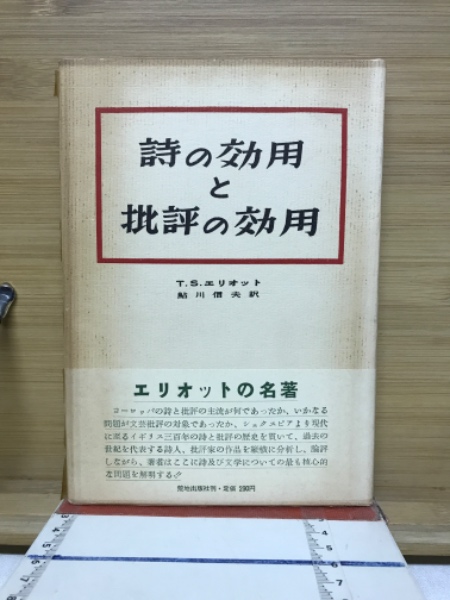 詩の効用
と
批評の効用
T.S.エリオット
鮎川信夫訳
エリオットの名著
ヨーロッパの詩と批評の主流が何であったか、いかなる
問題が文芸批評の対象であったか、シェクスピアより現代
に至るイギリス三百年の詩と批評の歴史を貫いて、過去の
世紀を代表する詩人、批評家の作品を縦横に分析し、論評
しながら、著者はここに詩及び文学についての最も核心的
な問題を解明する!!
荒地出版社刊・定価 290円